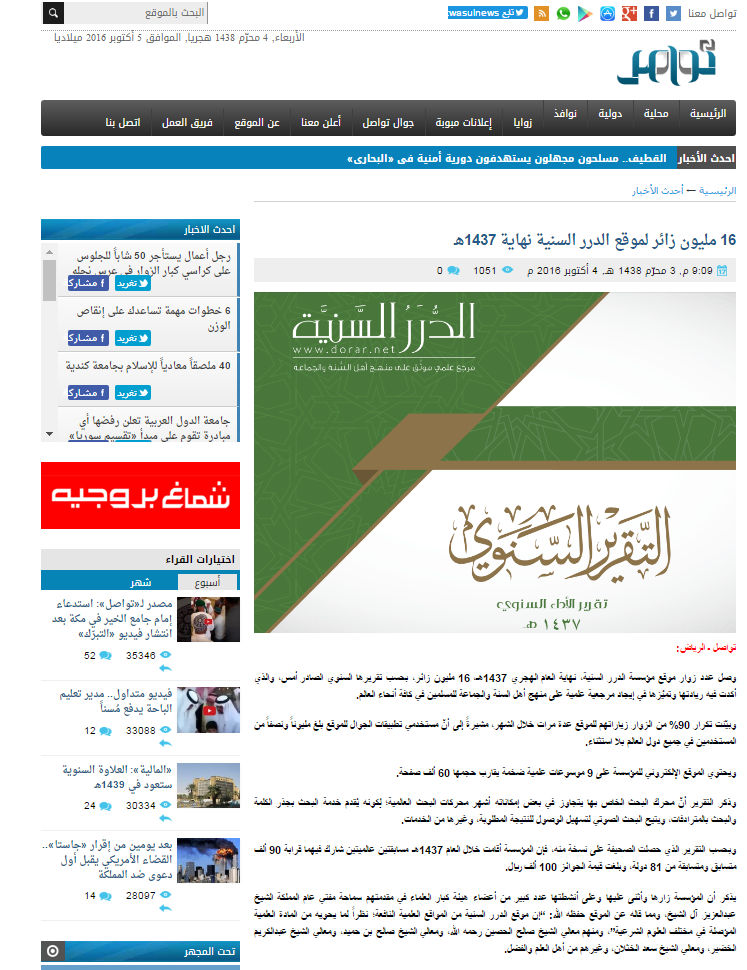 تواصل معنا
تابع twasulnews@
البحث بالموقع
الأربعاء, 4 محرّم 1438 هجريا, الموافق 5 أكتوبر 2016 ميلاديا
تواصل
الرئيسية محلية دولية نوافذ زوايا إعلانات مبوبة جوال تواصل أعلن معنا عن الموقع فريق العمل اتصل بنا
احدث الأخبار القطيف.. مسلحون مجهلون يستهدفون دورية أمنية في «البحاري»
الرئيسية ← أحدث الأخبار
16 مليون زائر لموقع الدرر السنية نهاية 1437هـ
9:09 م, 3 محرّم 1438 هـ, 4 أكتوبر 2016 م 1051 0
الدُّرَرُ السَّنِيَّة
www.dorar.net
مرجع علمي موثق على منهج أهل السنة والجماعة
التقرير السنوي
تقرير الأداء السنوي
١٤٣٧ هـ
تواصل - الرياض:
وصل عدد زوار موقع مؤسسة الدرر السنية، نهاية العام الهجري 1437هـ، 16 مليون زائر، بحسب تقريرها السنوي الصادر أمس، والذي
أكدت فيه ريادتها وتميّزها في إيجاد مرجعية علمية على منهج أهل السنة والجماعة للمسلمين في كافة أنحاء العالم.
وبيّنت تكرار 90% من الزوار زياراتهم للموقع عدة مرات خلال الشهر، مشيرةً إلى أنّ مستخدمي تطبيقات الجوال للموقع بلغ مليوناً ونصفاً من
المستخدمين في جميع دول العالم بلا استثناء.
ويحتوي الموقع الإلكتروني للمؤسسة على 9 موسوعات علمية ضخمة يقارب حجمها 60 ألف صفحة.
وذكر التقرير أنّ محرك البحث الخاص بها يتجاوز في بعض إمكاناته أشهر محركات البحث العالمية؛ لِكونه يُقدم خدمة البحث بجذر الكلمة
والبحث بالمترادفات، ويتيح البحث الصوتي لتسهيل الوصول للنتيجة المطلوبة، وغيرها من الخدمات.
وبحسب التقرير الذي حصلت الصحيفة على نسخة منه، فإن المؤسسة أقامت خلال العام 1437هـ مسابقتين عالميتين شارك فيهما قرابة 90 ألف
متسابق ومتسابقة من 81 دولة، وبلغت قيمة الجوائز 100 ألف ريال.
يذكر أن المؤسسة زارها وأثنى عليها وعلى أنشطتها عدد كبير من أعضاء هيئة كبار العلماء في مقدمتهم سماحة مفتي عام المملكة الشيخ
عبدالعزيز آل الشيخ، ومما قاله عن الموقع حفظه الله: "إن موقع الدرر السنية من المواقع العلمية النافعة؛ نظراً لما يحويه من المادة العلمية
المؤصلة في مختلف العلوم الشرعية"، ومنهم معالي الشيخ صالح الحصين رحمه الله، ومعالي الشيخ صالح بن حميد، ومعالي الشيخ عبدالكريم
الخضير، ومعالي الشيخ سعد الخثلان، وغيرهم من أهل العلم والفضل.
احدث الاخبار
رجل أعمال يستأجر 50 شاباً للجلوس
على كراسي كبار الزوار في عرس نجله
تغريد مشاركة
6 خطوات مهمة تساعدك على إنقاص
الوزن
تغريد مشاركة
40 ملصقاً معادياً للإسلام بجامعة كندية
تغريد مشاركة
جامعة الدول العربية تعلن رفضها أي
مبادرة تقوم على مبدأ «تقسيم سوريا»
شماغ بروجيه
اختيارات القراء
أسبوع شهر
مصدر لـ«تواصل»: استدعاء
إمام جامع الخير في مكة بعد
انتشار فيديو «التبرّك»
35346 52
فيديو متداول.. مدير تعليم
الباحة يدفع مُسناً
33088 12
«المالية»: العلاوة السنوية
ستعود في 1439هـ
30334 24
بعد يومين من إقرار «جاستا»..
القضاء الأمريكي يقبل أول
دعوى ضد المملكة
28097 14
تحت المجهر